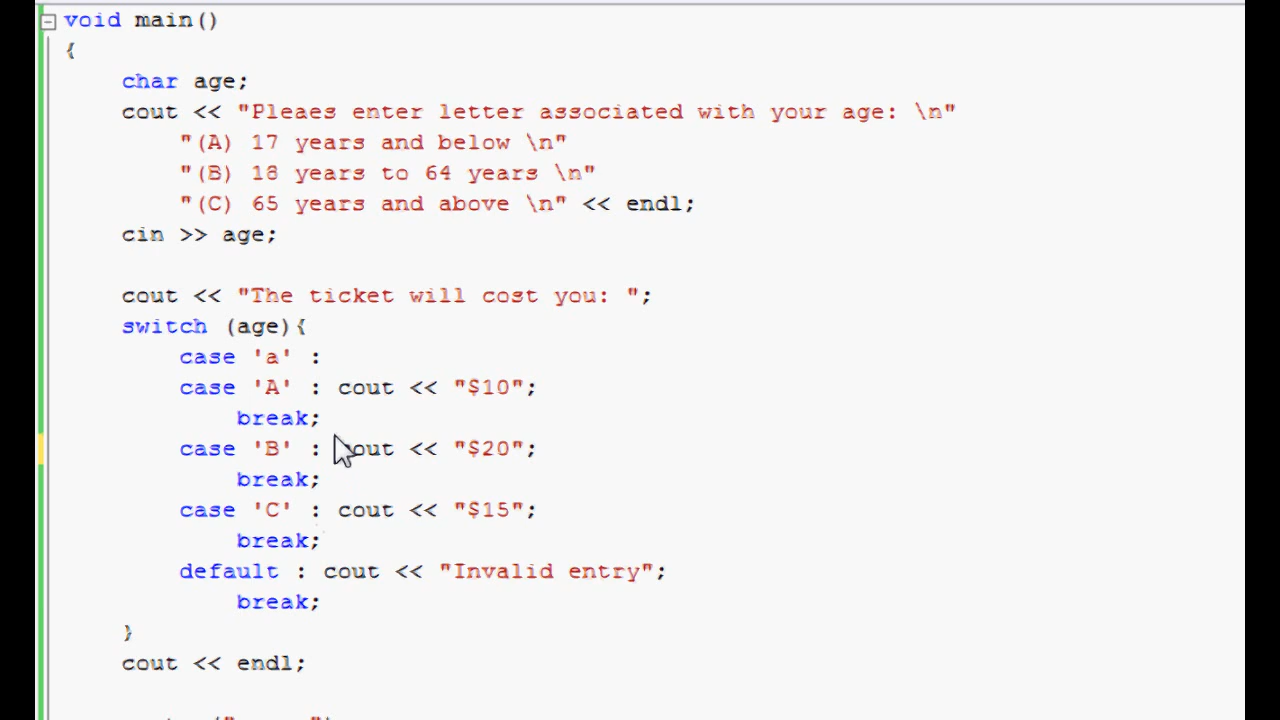 void main()
{
char age;
cout << "Pleaes enter letter associated with your age: \n"
"(A) 17 years and below \n"
"(B) 18 years to 64 years \n"
"(C) 65 years and above \n" << endl;
cin >> age;
cout << "The ticket will cost you: ";
switch (age){
case 'a' :
case 'A' : cout << "$10";
break;
case 'B' : cout << "$20";
break;
case 'C' : cout << "$15";
break;
default : cout << "Invalid entry";
break;
}
cout << endl;